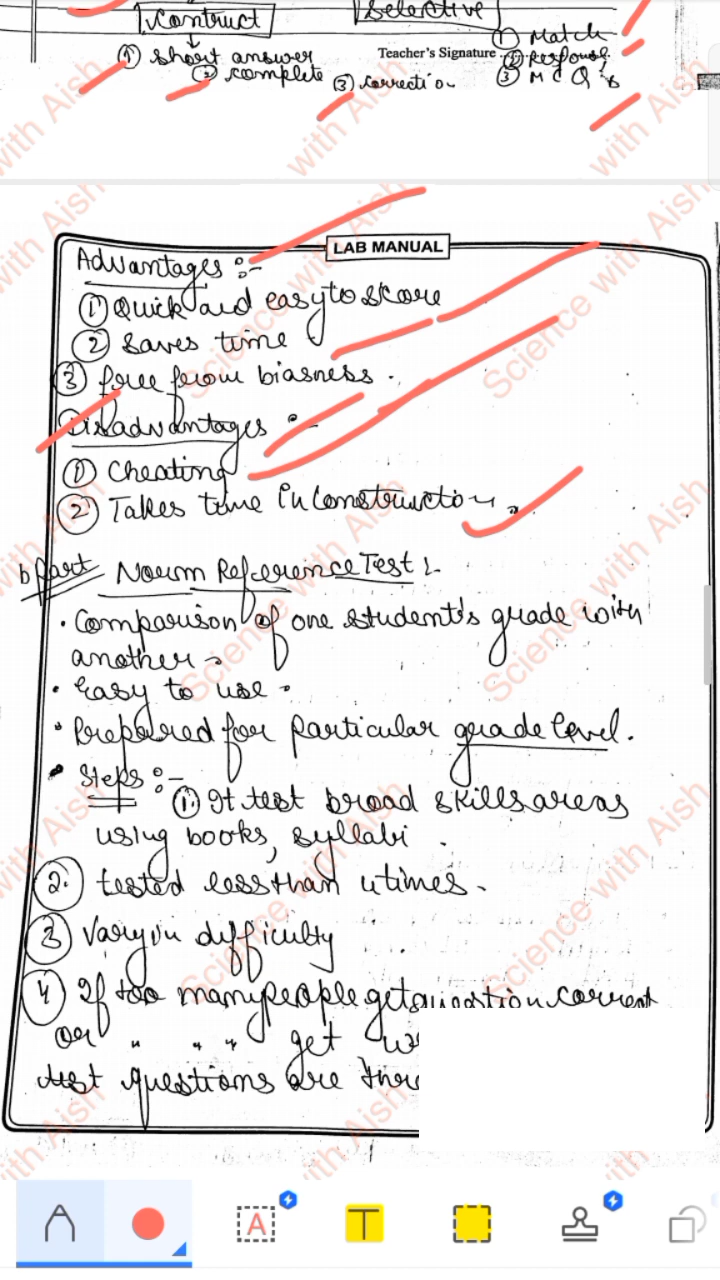 Construct Selective
① Short answer Teacher's Signature ① Match
② Complete ③ Correction ② Response
③ MCQ's
LAB MANUAL
Advantages :-
① Quick and easy to score
② Saves time
③ free from biasness.
Disadvantages :-
① Cheating
② Takes time in Construction.
b part Norm Reference Test :-
• Comparison of one student's grade with
another.
• Easy to use.
• Prepared for particular grade level.
• Steps :-
① It test broad skills areas
using books, syllabi.
2. tested less than 4 times.
3 Vary in difficulty
4 If too many people get question correct
or " " " get
test questions are
Science with Aish